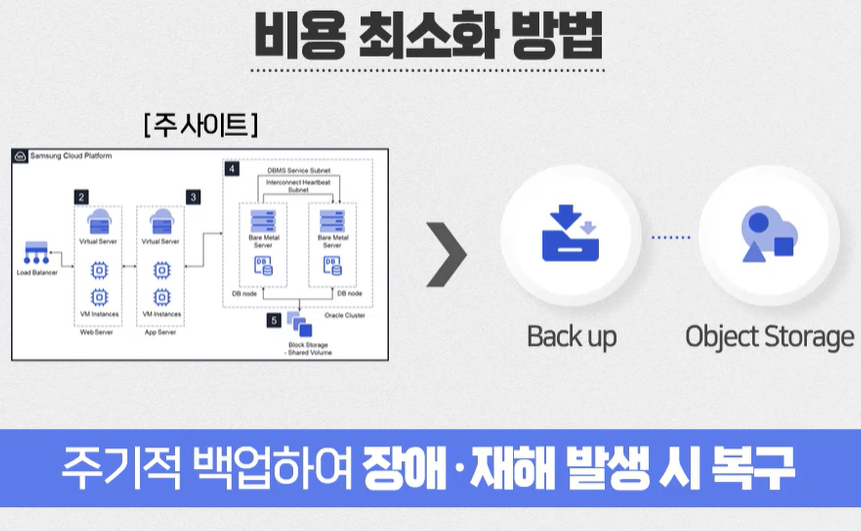 비용 최소화 방법
[주 사이트]
Samsung Cloud Platform
4
DBMS Service Subnet
Interconnect Heartbeat
Subnet
2
3
Virtual Server
Virtual Server
Bare Metal
Server
Bare Metal
Server
Load Balancer
DB
DB
VM Instances
VM Instances
DB node
DB node
Web Server
App Server
5
Oracle Cluster
Block Storage
- Shared Volume
Back up
Object Storage
주기적 백업하여 장애·재해 발생 시 복구